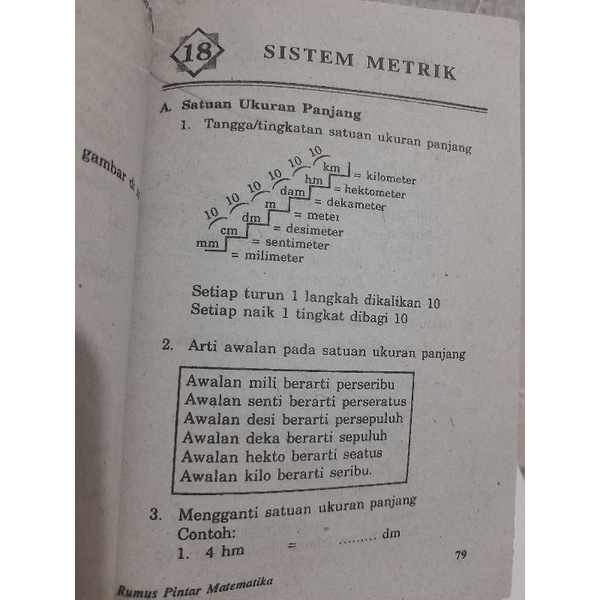 gambar di
18
SISTEM METRIK
A. Satuan Ukuran Panjang
1. Tangga/tingkatan satuan ukuran panjang
10 10 10 10 10 10
km = kilometer
hm = hektometer
dam = dekameter
m = meter
dm = desimeter
cm = sentimeter
mm = milimeter
Setiap turun 1 langkah dikalikan 10
Setiap naik 1 tingkat dibagi 10
2. Arti awalan pada satuan ukuran panjang
Awalan mili berarti perseribu
Awalan senti berarti perseratus
Awalan desi berarti persepuluh
Awalan deka berarti sepuluh
Awalan hekto berarti seatus
Awalan kilo berarti seribu.
3. Mengganti satuan ukuran panjang
Contoh:
1. 4 hm = ......... dm
79
Rumus Pintar Matematika